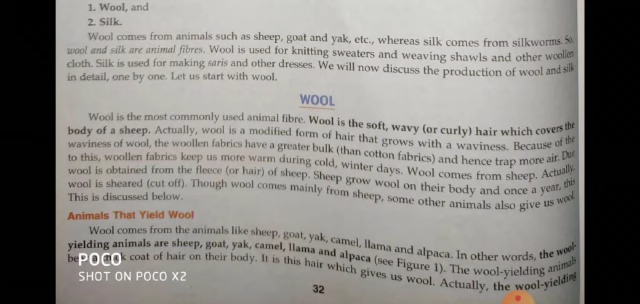 1. Wool, and
2. Silk.
Wool comes from animals such as sheep, goat and yak, etc., whereas silk comes from silkworms. So,
wool and silk are animal fibres. Wool is used for knitting sweaters and weaving shawls and other woollen
cloth. Silk is used for making saris and other dresses. We will now discuss the production of wool and silk
in detail, one by one. Let us start with wool.
WOOL
Wool is the most commonly used animal fibre. Wool is the soft, wavy (or curly) hair which covers the
body of a sheep. Actually, wool is a modified form of hair that grows with a waviness. Because of the
waviness of wool, the woollen fabrics have a greater bulk (than cotton fabrics) and hence trap more air. Due
to this, woollen fabrics keep us more warm during cold, winter days. Wool comes from sheep. Actually,
wool is obtained from the fleece (or hair) of sheep. Sheep grow wool on their body and once a year, this
wool is sheared (cut off). Though wool comes mainly from sheep, some other animals also give us wool.
This is discussed below.
Animals That Yield Wool
Wool comes from the animals like sheep, goat, yak, camel, llama and alpaca. In other words, the wool-
yielding animals are sheep, goat, yak, camel, llama and alpaca (see Figure 1). The wool-yielding animals
coat of hair on their body. It is this hair which gives us wool. Actually, the wool-yielding
32
POCO
SHOT ON POCO X2